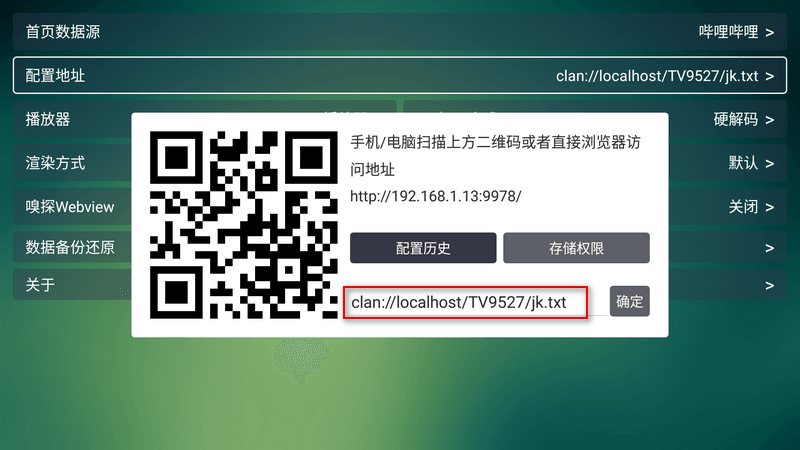 首页数据源
哔哩哔哩 >
配置地址
clan://localhost/TV9527/jk.txt >
播放器
硬解码 >
渲染方式
默认 >
嗅探Webview
关闭 >
数据备份还原
>
关于
>
手机/电脑扫描上方二维码或者直接浏览器访
问地址
http://192.168.1.13:9978/
配置历史
存储权限
clan://localhost/TV9527/jk.txt
确定